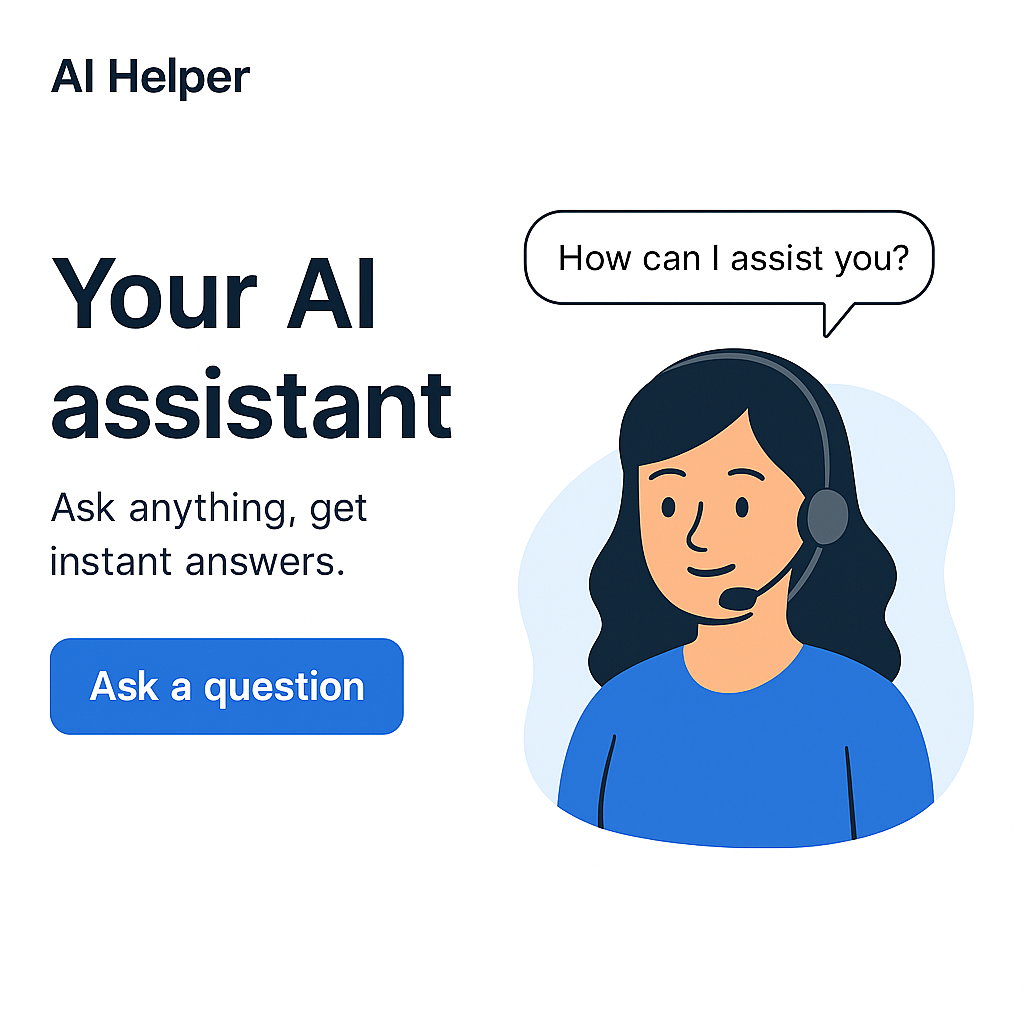 AI Helper
How can I assist you?
Your AI
assistant
Ask anything, get
instant answers.
Ask a question